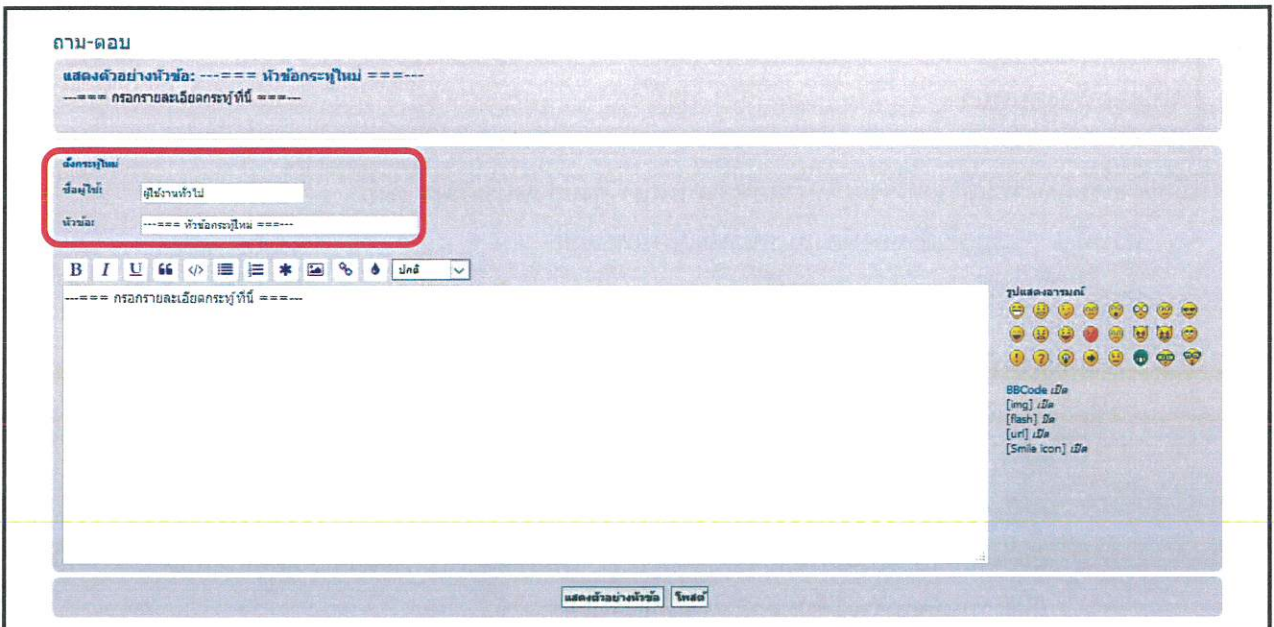 ถาม-ตอบ
แสดงตัวอย่างหัวข้อ: ---=== หัวข้อกระทู้ใหม่ ===---
---=== กรอกรายละเอียดกระทู้ที่นี้ ===---
ตั้งกระทู้ใหม่
ชื่อผู้ใช้: ผู้ใช้งานทั่วไป
หัวข้อ: ---=== หัวข้อกระทู้ใหม่ ===---
B I U ปกติ
---=== กรอกรายละเอียดกระทู้ที่นี้ ===---
รูปแสดงอารมณ์
BBCode เปิด
[img] เปิด
[flash] ปิด
[url] เปิด
[Smile icon] เปิด
แสดงตัวอย่างหัวข้อ โพสต์